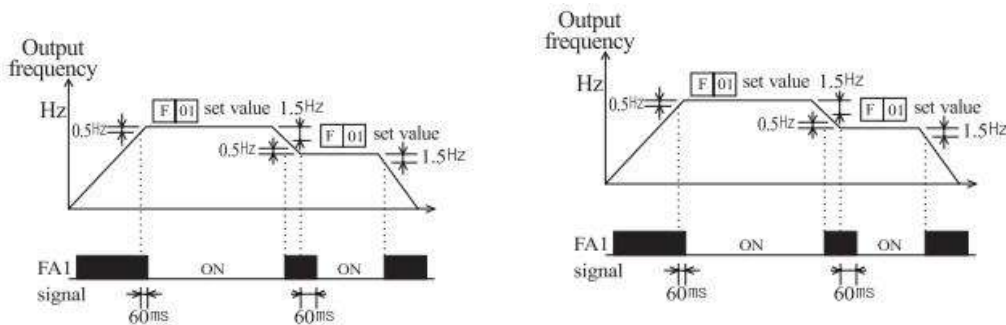 Output
frequency
Hz
F 01 set value 1.5Hz
0.5Hz
F 01 set value
0.5Hz
1.5Hz
FA1
ON
ON
signal
60ms
60ms
Output
frequency
Hz
F 01 set value 1.5Hz
0.5Hz
F 01 set value
0.5Hz
1.5Hz
FA1
ON
ON
signal
60ms
60ms